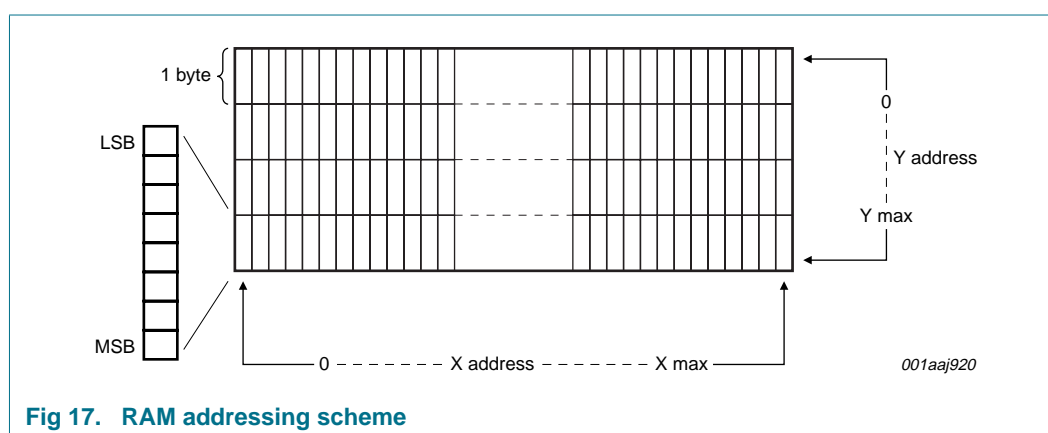 1 byte
LSB
MSB
0
Y address
Y max
0
X address
X max
001aaj920
Fig 17. RAM addressing scheme